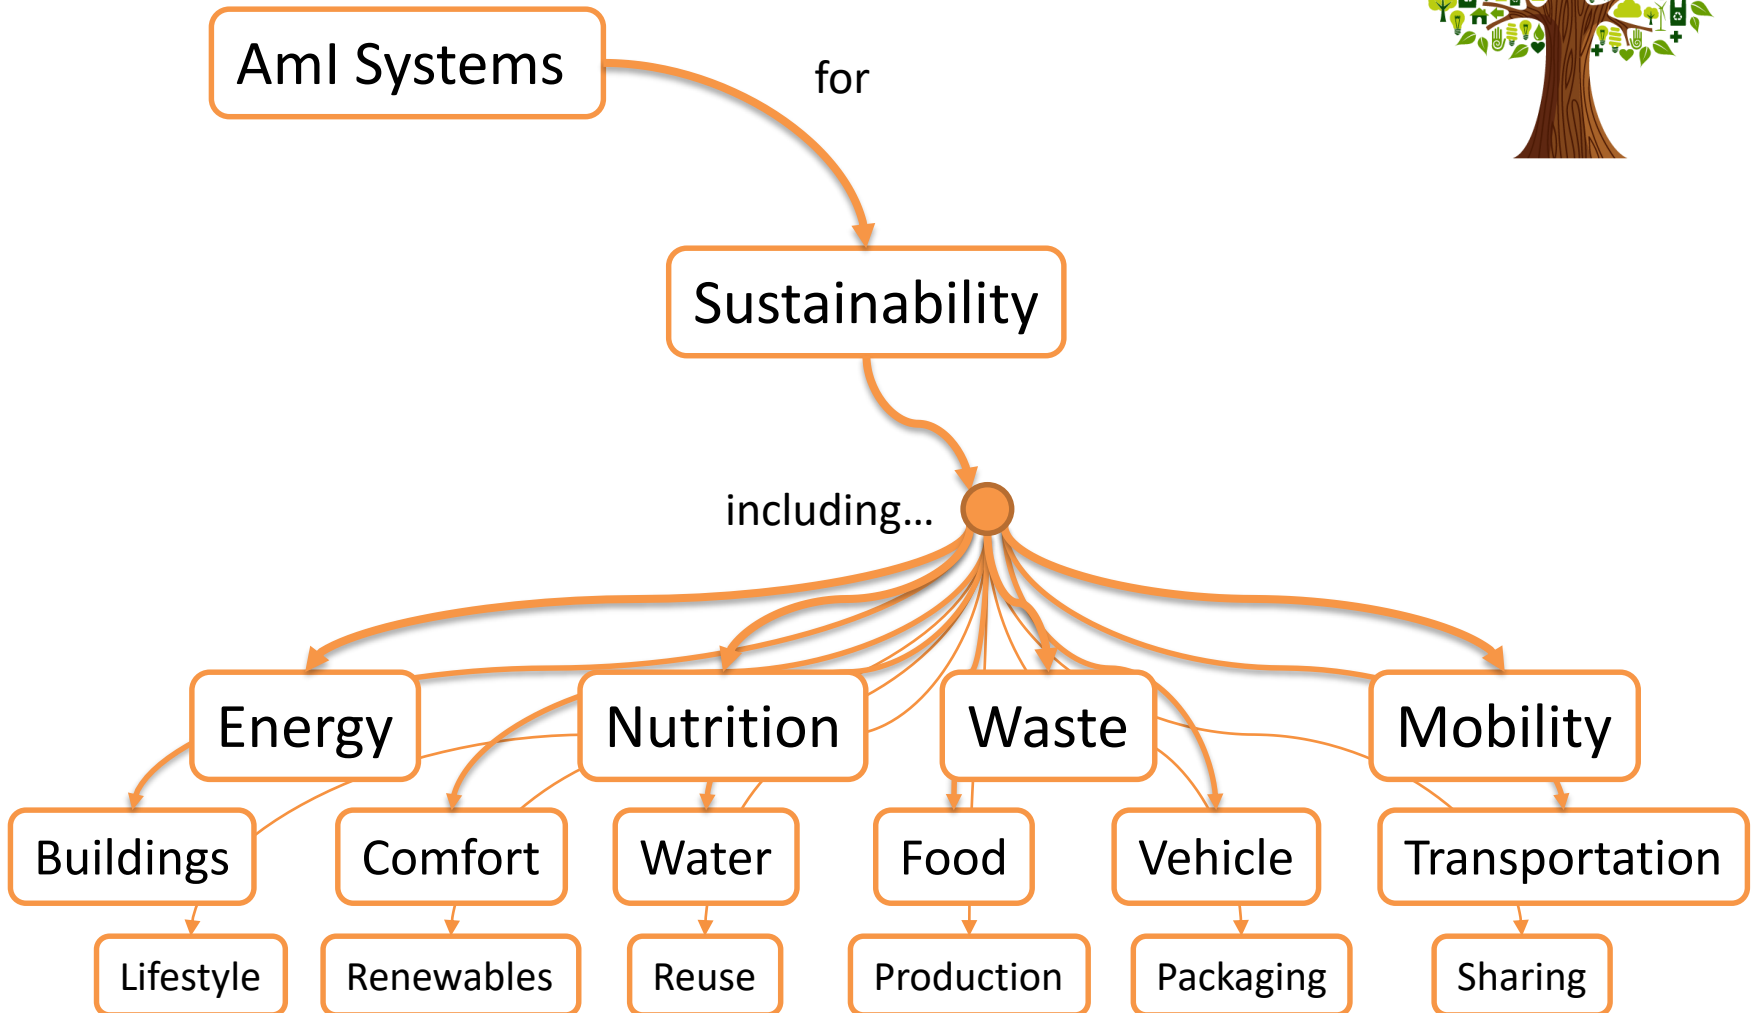 AmI Systems
for
Sustainability
including...
Energy
Nutrition
Waste
Mobility
Buildings
Comfort
Water
Food
Vehicle
Transportation
Lifestyle
Renewables
Reuse
Production
Packaging
Sharing